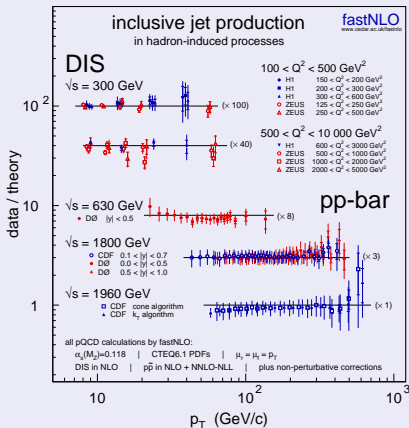 inclusive jet production
fastNLO
www.cedar.ac.uk/fastnlo
in hadron-induced processes
DIS
√s = 300 GeV
100 < Q² < 500 GeV²
H1 150 < Q² < 200 GeV²
H1 200 < Q² < 300 GeV²
H1 300 < Q² < 600 GeV²
ZEUS 125 < Q² < 250 GeV²
ZEUS 250 < Q² < 500 GeV²
(× 100)
500 < Q² < 10 000 GeV²
H1 600 < Q² < 3000 GeV²
ZEUS 500 < Q² < 1000 GeV²
ZEUS 1000 < Q² < 2000 GeV²
ZEUS 2000 < Q² < 5000 GeV²
(× 40)
√s = 630 GeV
DØ |y| < 0.5
(× 8)
pp-bar
√s = 1800 GeV
CDF 0.1 < |y| < 0.7
DØ 0.0 < |y| < 0.5
DØ 0.5 < |y| < 1.0
(× 3)
√s = 1960 GeV
CDF cone algorithm
CDF k_T algorithm
(× 1)
all pQCD calculations by fastNLO:
α_s(M_Z)=0.118 | CTEQ6.1 PDFs | μ_r = μ_f = p_T
DIS in NLO | pp̅ in NLO + NNLO-NLL | plus non-perturbative corrections
data / theory
10²
10
1
10
10²
10³
p_T (GeV/c)